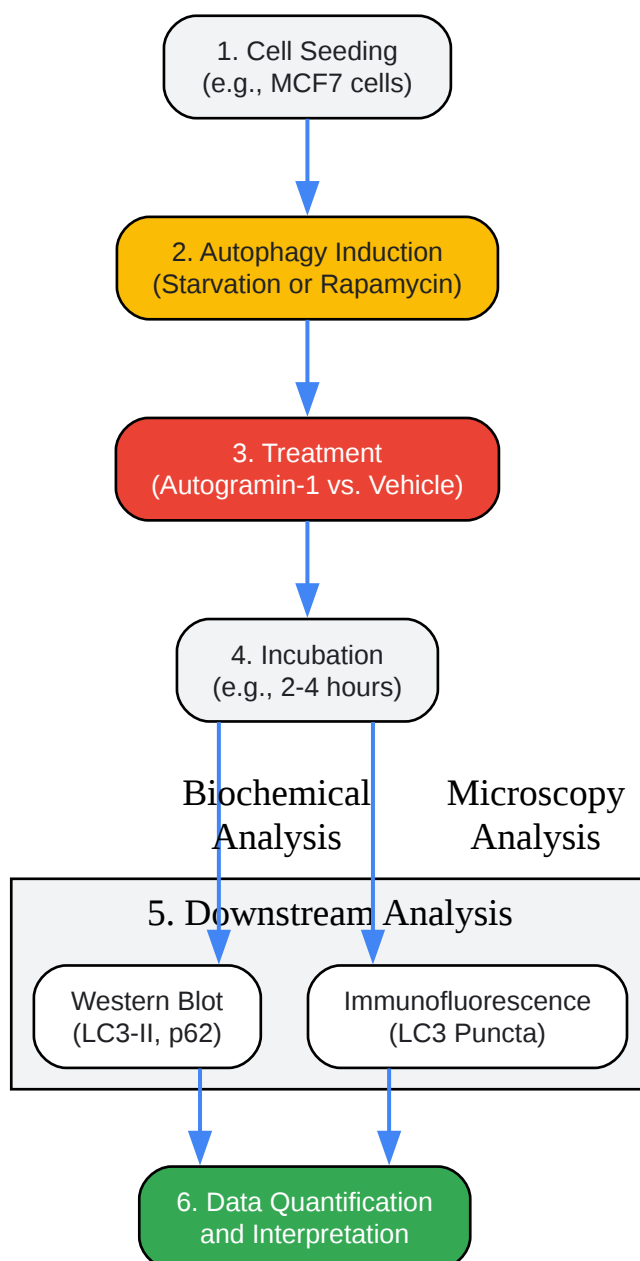 1. Cell Seeding
(e.g., MCF7 cells)
2. Autophagy Induction
(Starvation or Rapamycin)
3. Treatment
(Autogramin-1 vs. Vehicle)
4. Incubation
(e.g., 2-4 hours)
Biochemical
Analysis
Microscopy
Analysis
5. Downstream Analysis
Western Blot
(LC3-II, p62)
Immunofluorescence
(LC3 Puncta)
6. Data Quantification
and Interpretation